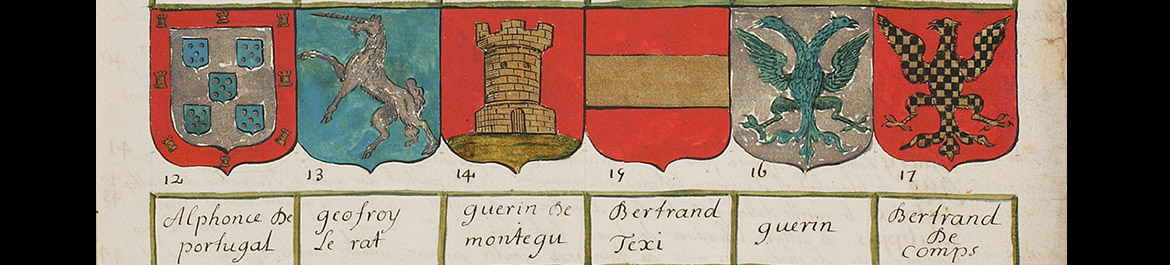 12 13 14 15 16 17
Alphonce De
portugal
geofroy
Le rat
guerin De
montegu
Bertrand
Texi
guerin
Bertrand
De
comps